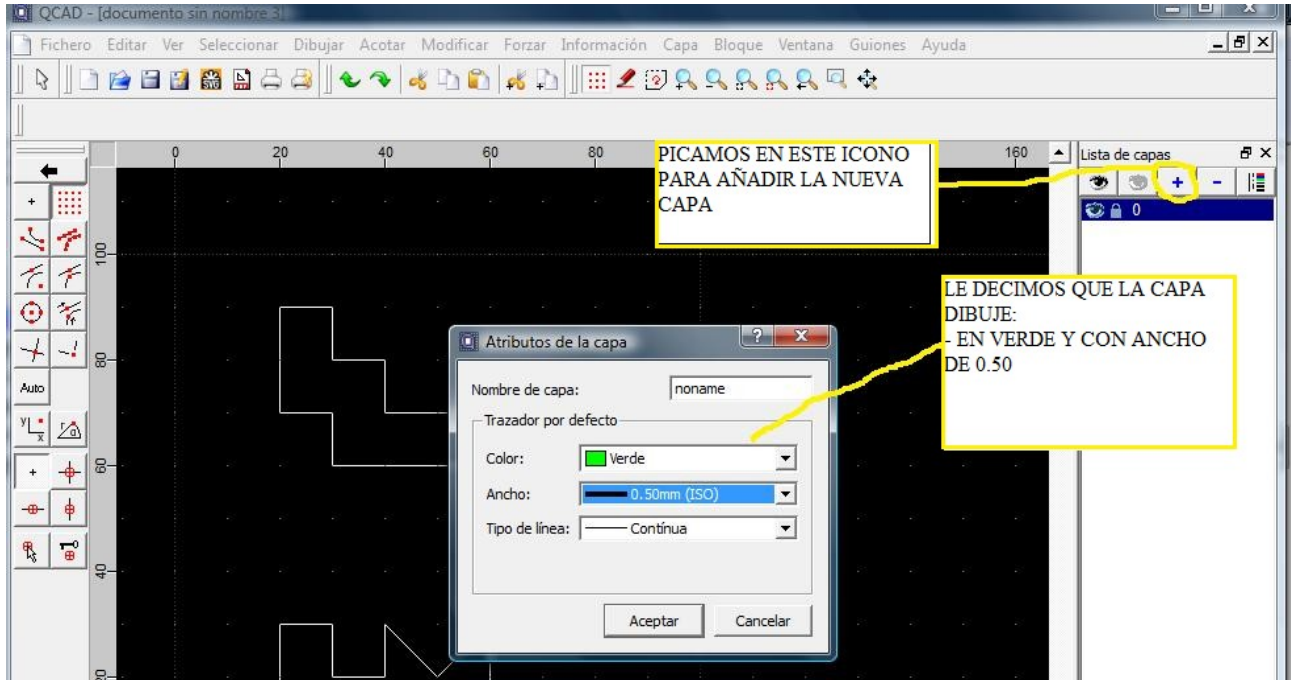 QCAD - [documento sin nombre 3]
Fichero Editar Ver Seleccionar Dibujar Acotar Modificar Forzar Información Capa Bloque Ventana Guiones Ayuda
0 20 40 60 80 160
Lista de capas
PICAMOS EN ESTE ICONO
PARA AÑADIR LA NUEVA
CAPA
0
100
80
60
40
20
Auto
LE DECIMOS QUE LA CAPA
DIBUJE:
- EN VERDE Y CON ANCHO
DE 0.50
Atributos de la capa
Nombre de capa: noname
Trazador por defecto
Color: Verde
Ancho: 0.50mm (ISO)
Tipo de línea: Contínua
Aceptar Cancelar